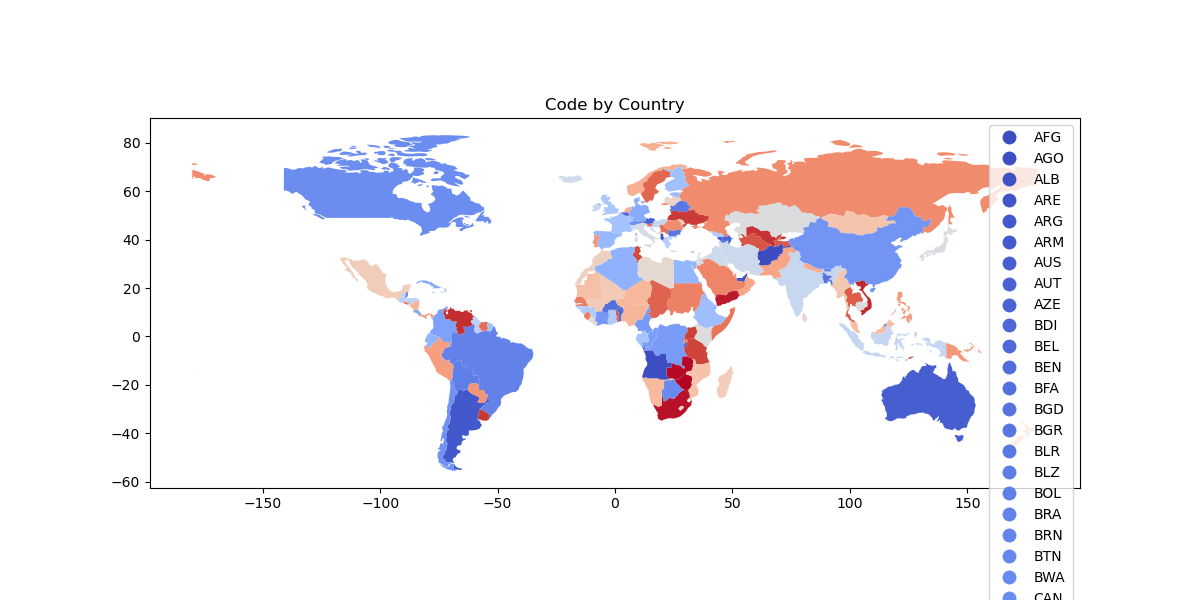 Code by Country
80
60
40
20
0
−20
−40
−60
−150
−100
−50
0
50
100
150
AFG
AGO
ALB
ARE
ARG
ARM
AUS
AUT
AZE
BDI
BEL
BEN
BFA
BGD
BGR
BLR
BLZ
BOL
BRA
BRN
BTN
BWA
CAN